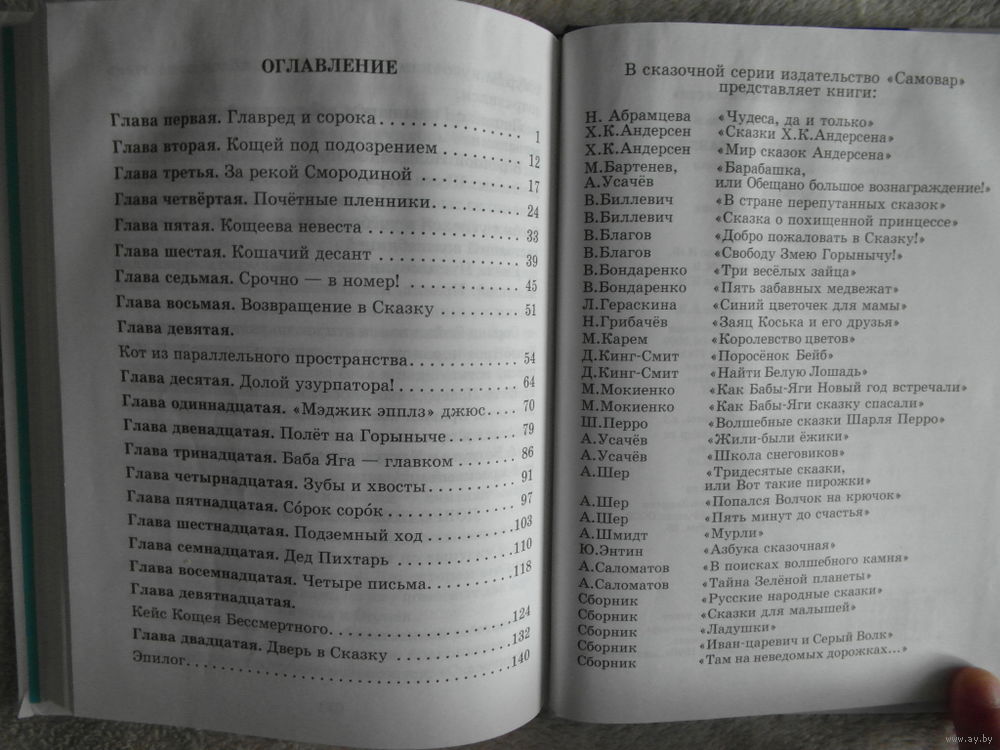 ОГЛАВЛЕНИЕ
Глава первая. Главред и сорока . . . . . . . . . . . . . . 1
Глава вторая. Кощей под подозрением . . . . . . . . 12
Глава третья. За рекой Смородиной . . . . . . . . . . 17
Глава четвёртая. Почётные пленники. . . . . . . . . 24
Глава пятая. Кощеева невеста . . . . . . . . . . . . . . . 33
Глава шестая. Кошачий десант . . . . . . . . . . . . . . 39
Глава седьмая. Срочно — в номер! . . . . . . . . . . . 45
Глава восьмая. Возвращение в Сказку . . . . . . . . 51
Глава девятая.
Кот из параллельного пространства. . . . . . . . . . . 54
Глава десятая. Долой узурпатора! . . . . . . . . . . . . 64
Глава одиннадцатая. «Мэджик эпплз» джюс. . . . 70
Глава двенадцатая. Полёт на Горыныче . . . . . . . 79
Глава тринадцатая. Баба Яга — главком . . . . . . 86
Глава четырнадцатая. Зубы и хвосты . . . . . . . . . 91
Глава пятнадцатая. Со́рок соро́к . . . . . . . . . . . . . 97
Глава шестнадцатая. Подземный ход . . . . . . . . . 103
Глава семнадцатая. Дед Пихтарь . . . . . . . . . . . . 110
Глава восемнадцатая. Четыре письма. . . . . . . . . 118
Глава девятнадцатая.
Кейс Кощея Бессмертного. . . . . . . . . . . . . . . . . . 124
Глава двадцатая. Дверь в Сказку . . . . . . . . . . . . 132
Эпилог. . . . . . . . . . . . . . . . . . . . . . . . . . . . . . . . 140
В сказочной серии издательство «Самовар»
представляет книги:
Н. Абрамцева «Чудеса, да и только»
Х.К.Андерсен «Сказки Х.К.Андерсена»
Х.К.Андерсен «Мир сказок Андерсена»
М.Бартенев, «Барабашка,
А.Усачёв или Обещано большое вознаграждение!»
В.Биллевич «В стране перепутанных сказок»
В.Биллевич «Сказка о похищенной принцессе»
В.Благов «Добро пожаловать в Сказку!»
В.Благов «Свободу Змею Горынычу!»
В.Бондаренко «Три весёлых зайца»
В.Бондаренко «Пять забавных медвежат»
Л.Гераскина «Синий цветочек для мамы»
Н.Грибачёв «Заяц Коська и его друзья»
М.Карем «Королевство цветов»
Д.Кинг-Смит «Поросёнок Бейб»
Д.Кинг-Смит «Найти Белую Лошадь»
М.Мокиенко «Как Бабы-Яги Новый год встречали»
М.Мокиенко «Как Бабы-Яги сказку спасали»
Ш.Перро «Волшебные сказки Шарля Перро»
А.Усачёв «Жили-были ёжики»
А.Усачёв «Школа снеговиков»
А.Шер «Тридесятые сказки,
или Вот такие пирожки»
А.Шер «Попался Волчок на крючок»
А.Шер «Пять минут до счастья»
А.Шмидт «Мурли»
Ю.Энтин «Азбука сказочная»
А.Саломатов «В поисках волшебного камня»
А.Саломатов «Тайна Зелёной планеты»
Сборник «Русские народные сказки»
Сборник «Сказки для малышей»
Сборник «Ладушки»
Сборник «Иван-царевич и Серый Волк»
Сборник «Там на неведомых дорожках...»
www.ay.by